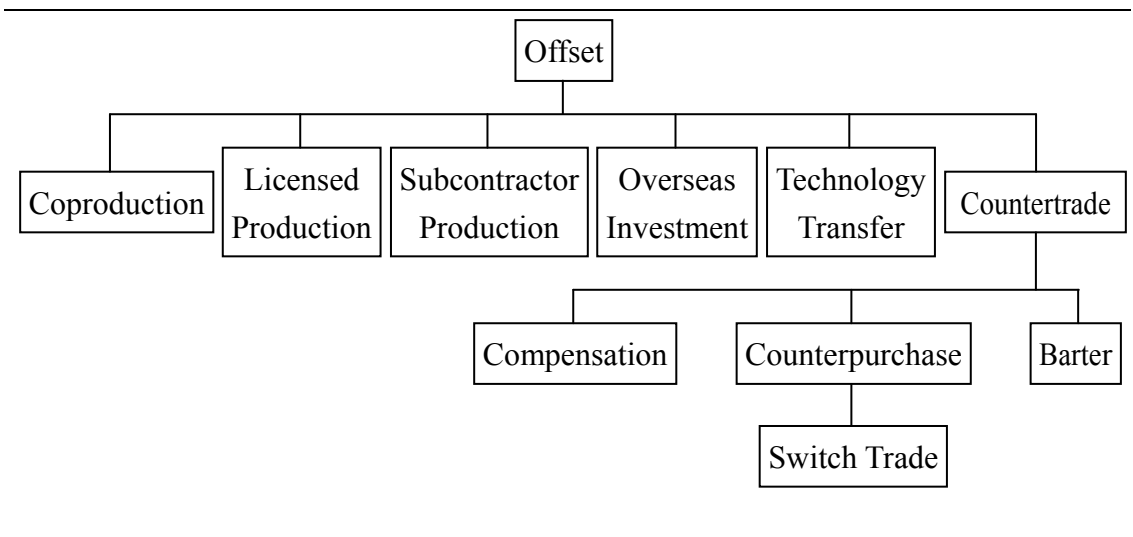 Offset
Coproduction
Licensed
Production
Subcontractor
Production
Overseas
Investment
Technology
Transfer
Countertrade
Compensation
Counterpurchase
Barter
Switch Trade